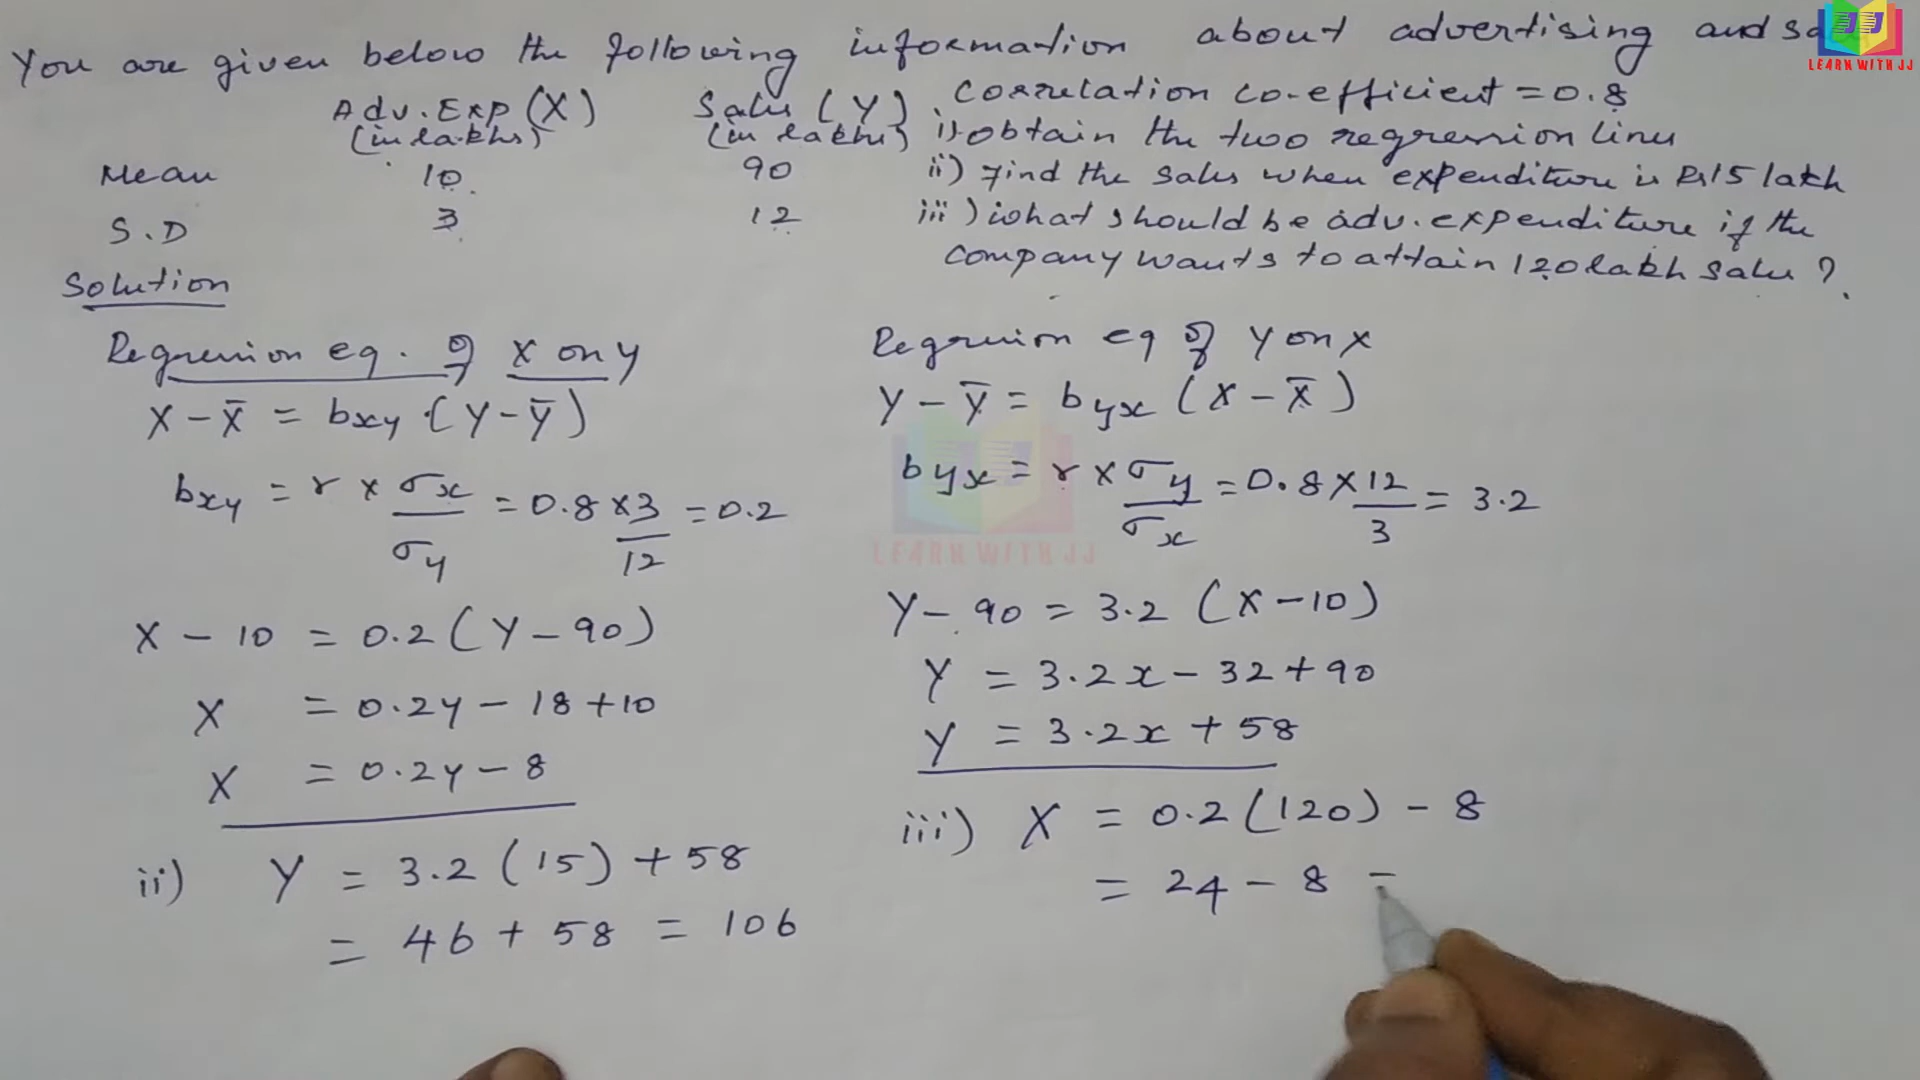 You are given below the following information about advertising and sa
LEARN WITH JJ
Adv. Exp (X) Sales (Y) Correlation co-efficient = 0.8
(in lakhs) (in lakhs) i) obtain the two regression lines
Mean 10 90 ii) Find the sales when expenditure is Rs15 lakh
S.D 3 12 iii) what should be adv. expenditure if the
company wants to attain 120 lakh sales ?
Solution
Regression eq. of X on Y
X - X̄ = bxy (Y - Ȳ)
bxy = r × σx/σy = 0.8 × 3/12 = 0.2
X - 10 = 0.2 (Y - 90)
X = 0.2y - 18 + 10
X = 0.2y - 8
ii) Y = 3.2 (15) + 58
= 46 + 58 = 106
Regression eq of Y on X
Y - Ȳ = byx (X - X̄)
byx = r × σy/σx = 0.8 × 12/3 = 3.2
LEARN WITH JJ
Y - 90 = 3.2 (X - 10)
Y = 3.2x - 32 + 90
Y = 3.2x + 58
iii) X = 0.2 (120) - 8
= 24 - 8 =